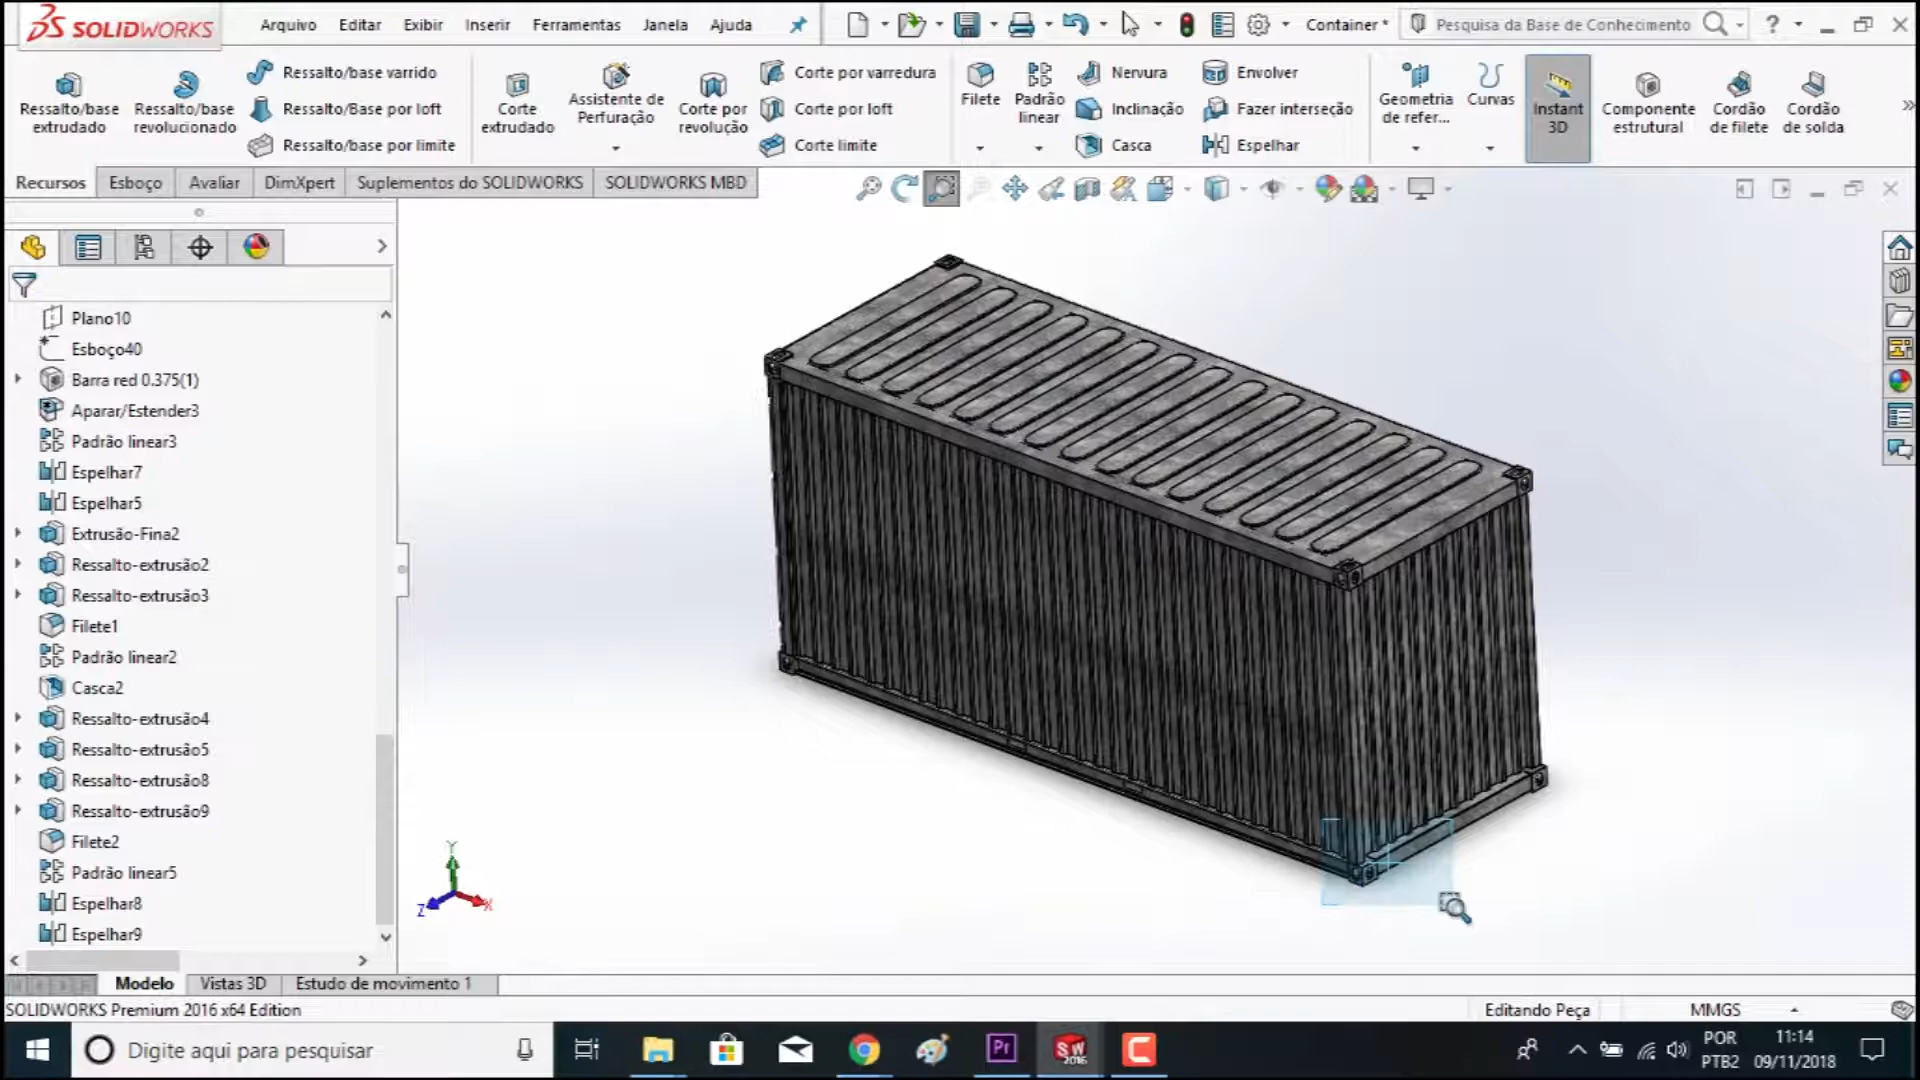 SOLIDWORKS
Arquivo Editar Exibir Inserir Ferramentas Janela Ajuda
Container *
Pesquisa da Base de Conhecimento
Ressalto/base extrudado
Ressalto/base revolucionado
Ressalto/base varrido
Ressalto/Base por loft
Ressalto/base por limite
Corte extrudado
Assistente de Perfuração
Corte por revolução
Corte por varredura
Corte por loft
Corte limite
Filete
Padrão linear
Nervura
Inclinação
Casca
Envolver
Fazer interseção
Espelhar
Geometria de refer...
Curvas
Instant 3D
Componente estrutural
Cordão de filete
Cordão de solda
Recursos Esboço Avaliar DimXpert Suplementos do SOLIDWORKS SOLIDWORKS MBD
Plano10
Esboço40
Barra red 0.375(1)
Aparar/Estender3
Padrão linear3
Espelhar7
Espelhar5
Extrusão-Fina2
Ressalto-extrusão2
Ressalto-extrusão3
Filete1
Padrão linear2
Casca2
Ressalto-extrusão4
Ressalto-extrusão5
Ressalto-extrusão8
Ressalto-extrusão9
Filete2
Padrão linear5
Espelhar8
Espelhar9
Y
Z
X
Modelo Vistas 3D Estudo de movimento 1
SOLIDWORKS Premium 2016 x64 Edition
Editando Peça
MMGS
Digite aqui para pesquisar
Pr
SW 2016
POR
PTB2
11:14
09/11/2018